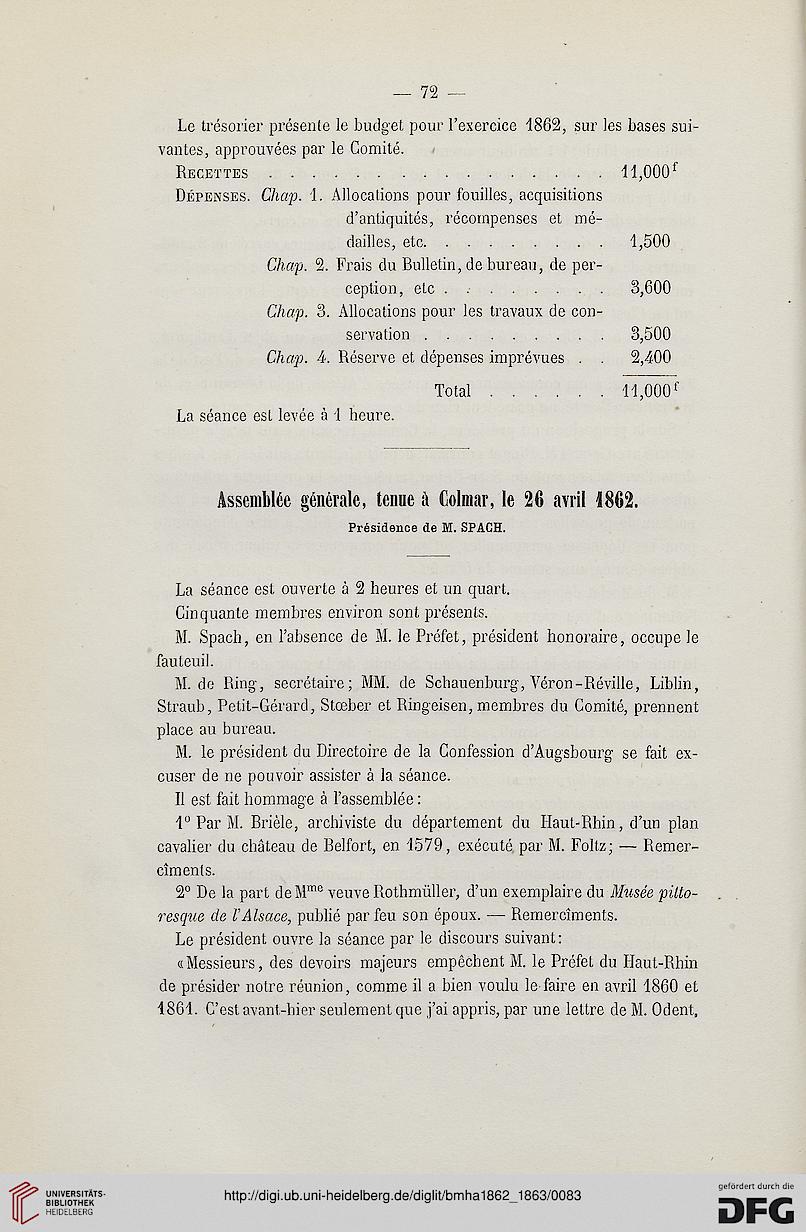 — 72 —
Le trésorier présente le budget pour l'exercice 1862, sur les bases sui-
vantes, approuvées par le Comité.
RECETTES . . . . . . . . . . . . . . . . 11,000f
DÉPENSES. Chap. 1. Allocations pour fouilles, acquisitions
d'antiquités, récompenses et mé-
dailles, etc. . . . . . . . . 1,500
Chap. 2. Frais du Bulletin, de bureau, de per-
ception, etc . . . . . . . . 3,600
Chap. 3. Allocations pour les travaux de con-
servation . . . . . . . . . 3,500
Chap. 4. Réserve et dépenses imprévues . . 2,400
Total . . . . . . 11,000f
La séance est levée à 1 heure.
Assemblée générale, tenue à Colmar, le 26 avril 1862.
Présidence de M. SPACH.
La séance est ouverte à 2 heures et un quart.
Cinquante membres environ sont présents.
M. Spach, en l'absence de M. le Préfet, président honoraire, occupe le
fauteuil.
M. de Ring, secrétaire; MM. de Schauenburg, Véron-Réville, Liblin,
Straub, Petit-Gérard, Stœber et Ringeisen, membres du Comité, prennent
place au bureau.
M. le président du Directoire de la Confession d'Augsbourg se fait ex-
cuser de ne pouvoir assister à la séance.
Il est fait hommage à l'assemblée:
1° Par M. Brièle, archiviste du département du Haut-Rhin, d'un plan
cavalier du château de Belfort, en 1579, exécuté par M. Foltz; — Remer-
cîments.
2° De la part de Mme veuve Rothmüller, d'un exemplaire du Musée pitto-
resque de l'Alsace, publié par feu son époux. — Remercîments.
Le président ouvre la séance par le discours suivant:
«Messieurs, des devoirs majeurs empêchent M. le Préfet du Haut-Rhin
de présider notre réunion, comme il a bien voulu le faire en avril 1860 et
1861. C'est avant-hier seulement que j'ai appris, par une lettre de M. Odent,
UNIVERSITÄTS-
BIBLIOTHEK
HEIDELBERG
http://digi.ub.uni-heidelberg.de/diglit/bmha1862_1863/0083
gefördert durch die
DFG